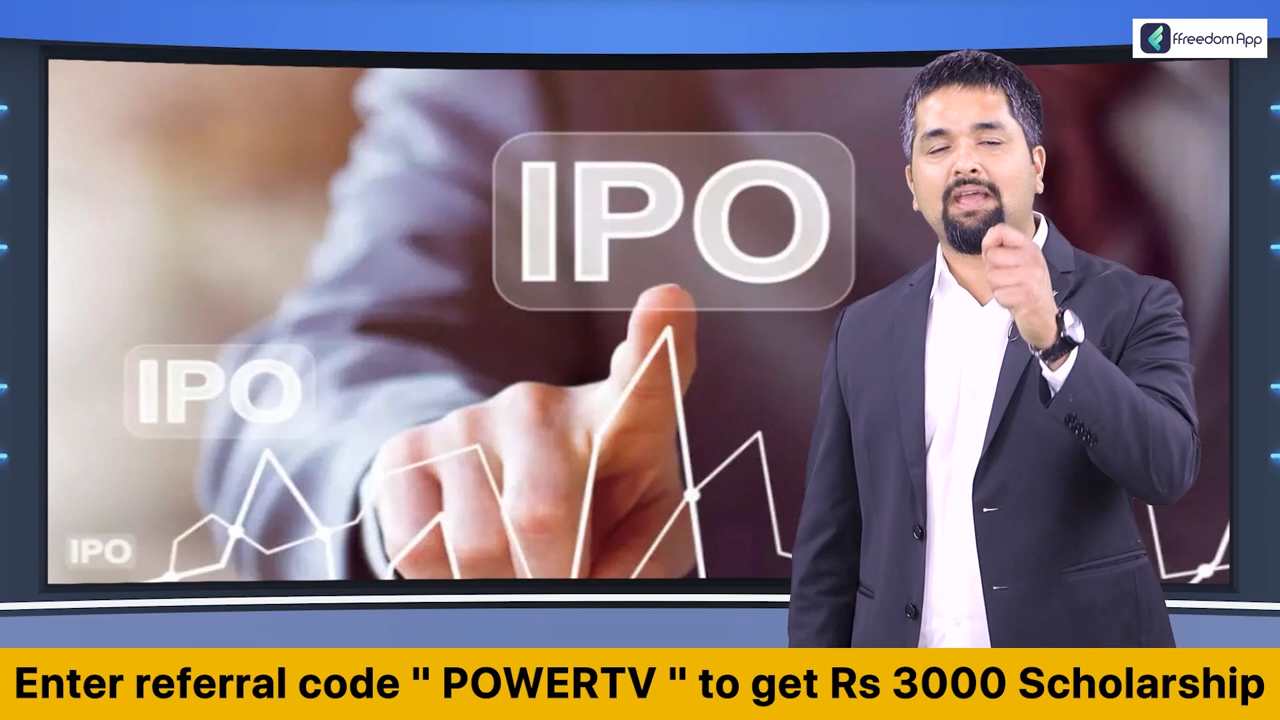 ffreedom App
IPO
IPO
IPO
Enter referral code " POWERTV " to get Rs 3000 Scholarship